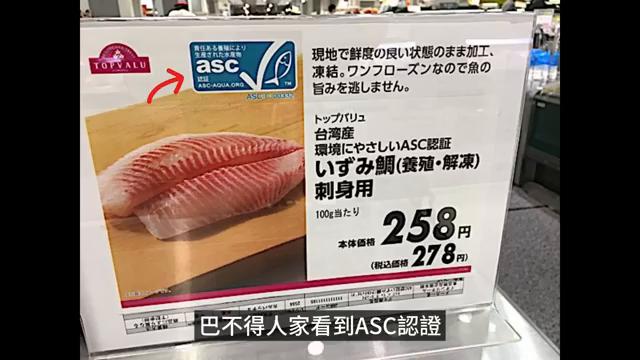 TOPVALU
責任ある養殖により
生産された水産物
asc
認証
ASC-AQUA.ORG
TM
現地で鮮度の良い状態のまま加工、
凍結。ワンフローズンなので魚の
旨みを逃しません。
トップバリュ
台湾産
環境にやさしいASC認証
いずみ鯛(養殖・解凍)
刺身用
100g当たり
本体価格 258円
(税込価格 278円)
巴不得人家看到ASC認證